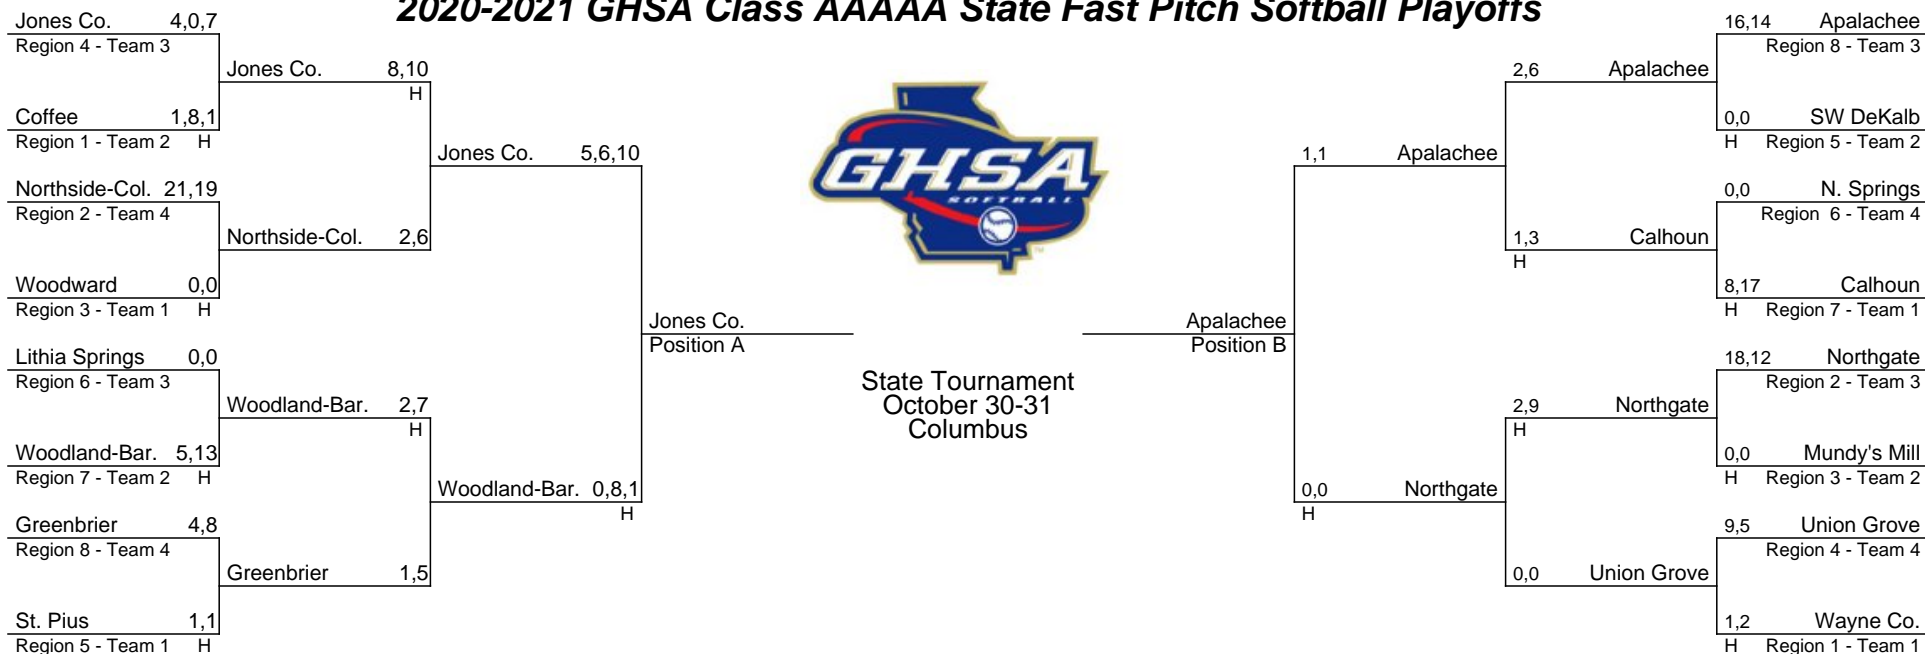 2020-2021 GHSA Class AAAAA State Fast Pitch Softball Playoffs
Jones Co. 4,0,7
Region 4 - Team 3
Coffee 1,8,1
Region 1 - Team 2 H
Northside-Col. 21,19
Region 2 - Team 4
Woodward 0,0
Region 3 - Team 1 H
Lithia Springs 0,0
Region 6 - Team 3
Woodland-Bar. 5,13
Region 7 - Team 2 H
Greenbrier 4,8
Region 8 - Team 4
St. Pius 1,1
Region 5 - Team 1 H
Jones Co. 8,10
H
Northside-Col. 2,6
Woodland-Bar. 2,7
H
Greenbrier 1,5
Jones Co. 5,6,10
Woodland-Bar. 0,8,1
H
Jones Co.
Position A
GHSA
SOFTBALL
TM
State Tournament
October 30-31
Columbus
Apalachee
Position B
1,1 Apalachee
0,0 Northgate
H
2,6 Apalachee
1,3 Calhoun
H
2,9 Northgate
H
0,0 Union Grove
16,14 Apalachee
Region 8 - Team 3
0,0 SW DeKalb
H Region 5 - Team 2
0,0 N. Springs
Region 6 - Team 4
8,17 Calhoun
H Region 7 - Team 1
18,12 Northgate
Region 2 - Team 3
0,0 Mundy's Mill
H Region 3 - Team 2
9,5 Union Grove
Region 4 - Team 4
1,2 Wayne Co.
H Region 1 - Team 1